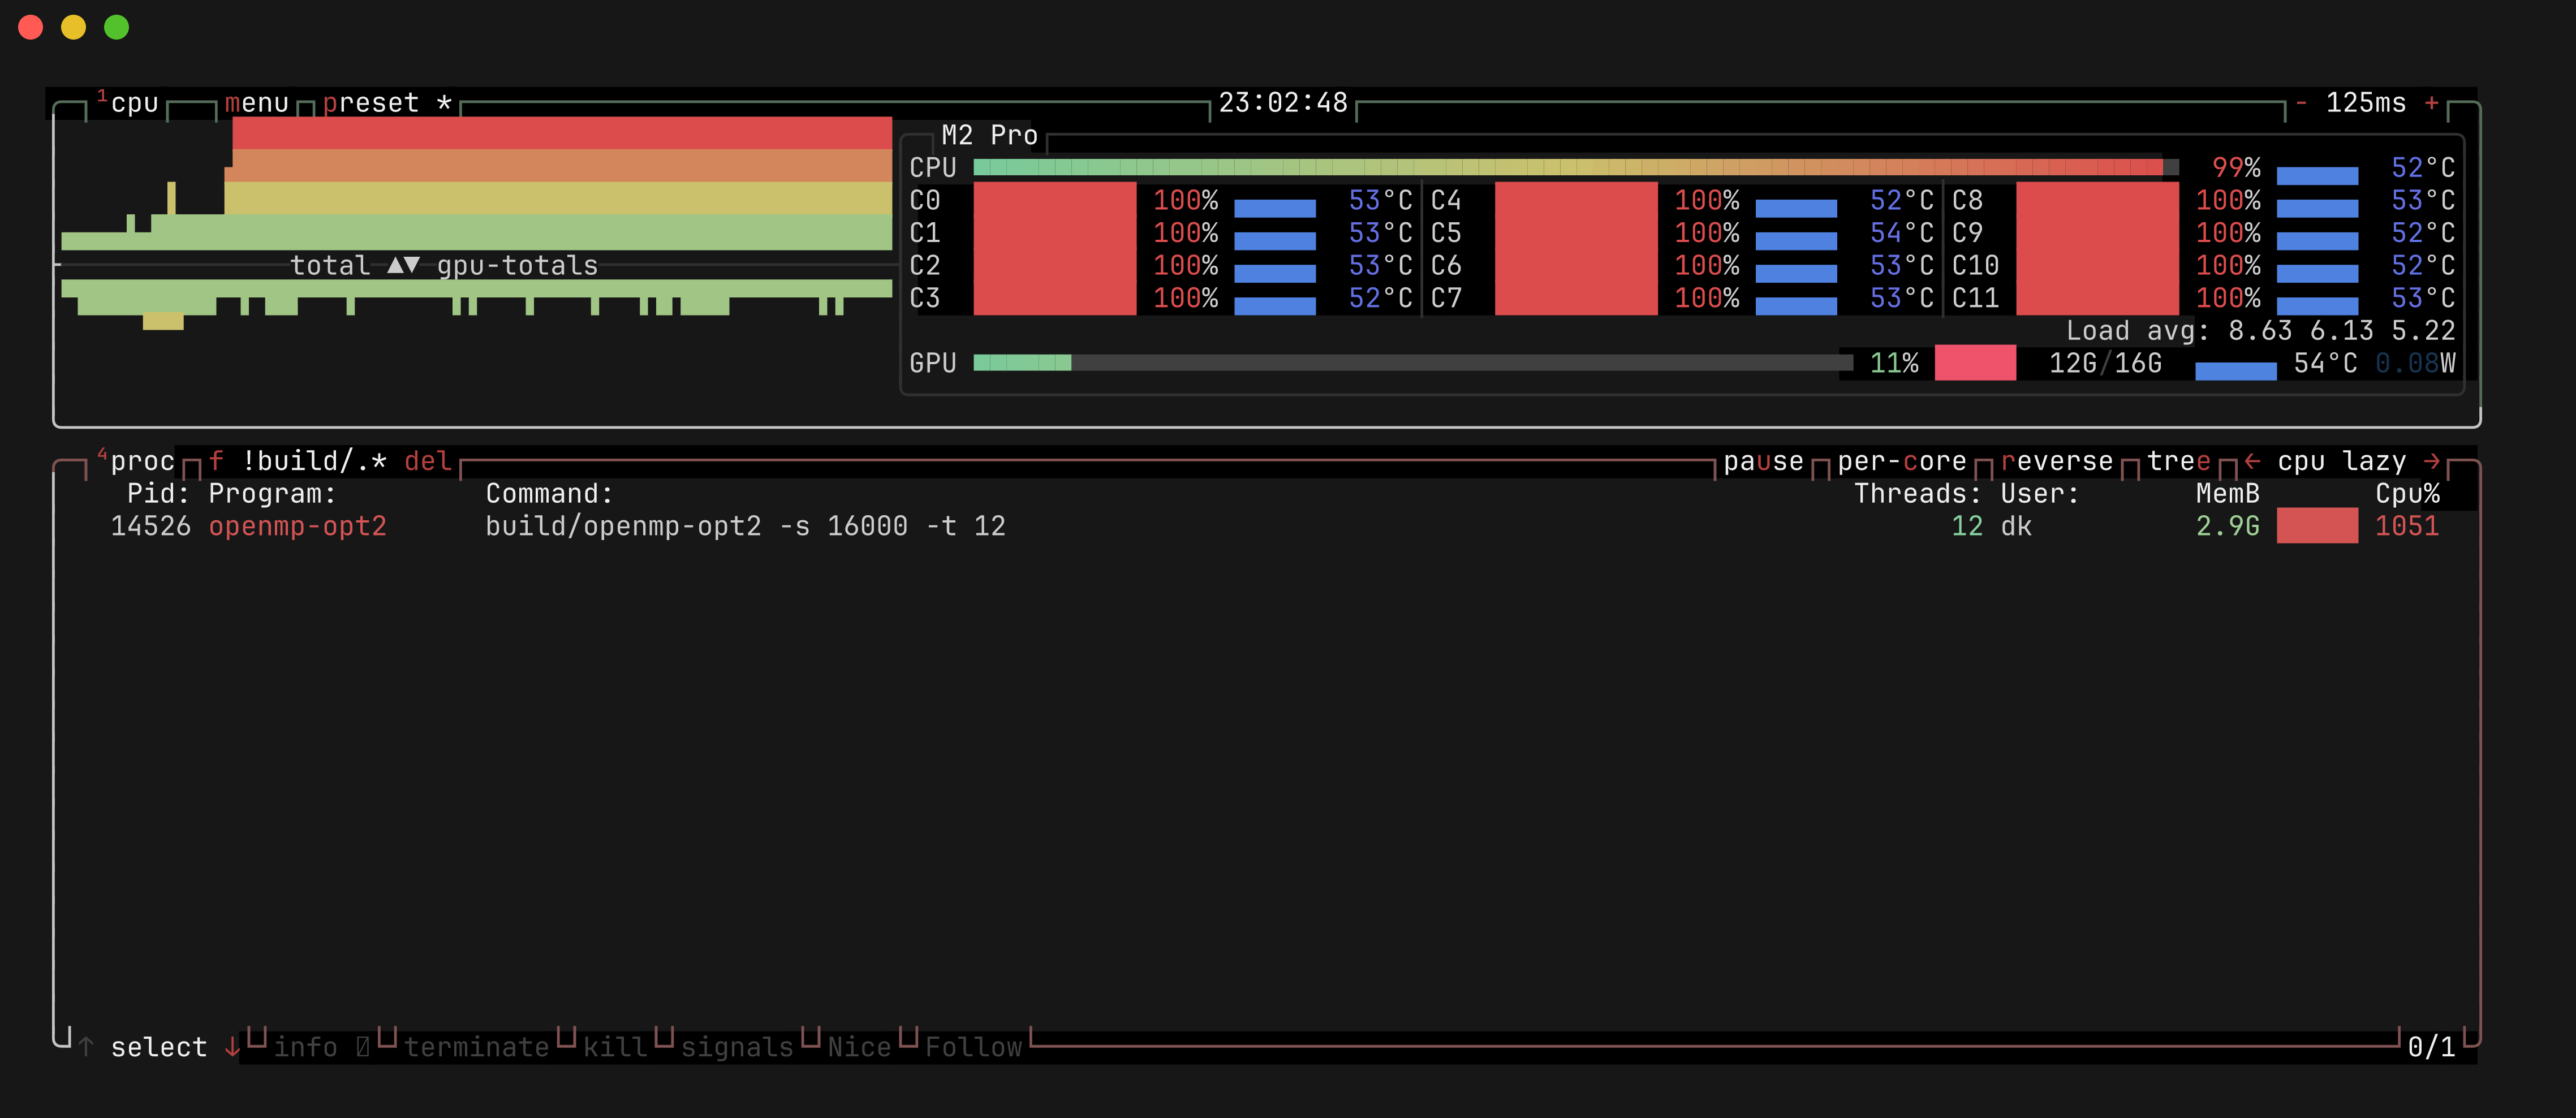 ¹cpu menu preset * 23:02:48 - 125ms +
M2 Pro
CPU 99% 52°C
C0 100% 53°C C4 100% 52°C C8 100% 53°C
C1 100% 53°C C5 100% 54°C C9 100% 52°C
total ▲▼ gpu-totals C2 100% 53°C C6 100% 53°C C10 100% 52°C
C3 100% 52°C C7 100% 53°C C11 100% 53°C
Load avg: 8.63 6.13 5.22
GPU 11% 12G/16G 54°C 0.08W
⁴proc f !build/.* del pause per-core reverse tree ← cpu lazy →
Pid: Program: Command: Threads: User: MemB Cpu%
14526 openmp-opt2 build/openmp-opt2 -s 16000 -t 12 12 dk 2.9G 1051
↑ select ↓ info terminate kill signals Nice Follow 0/1